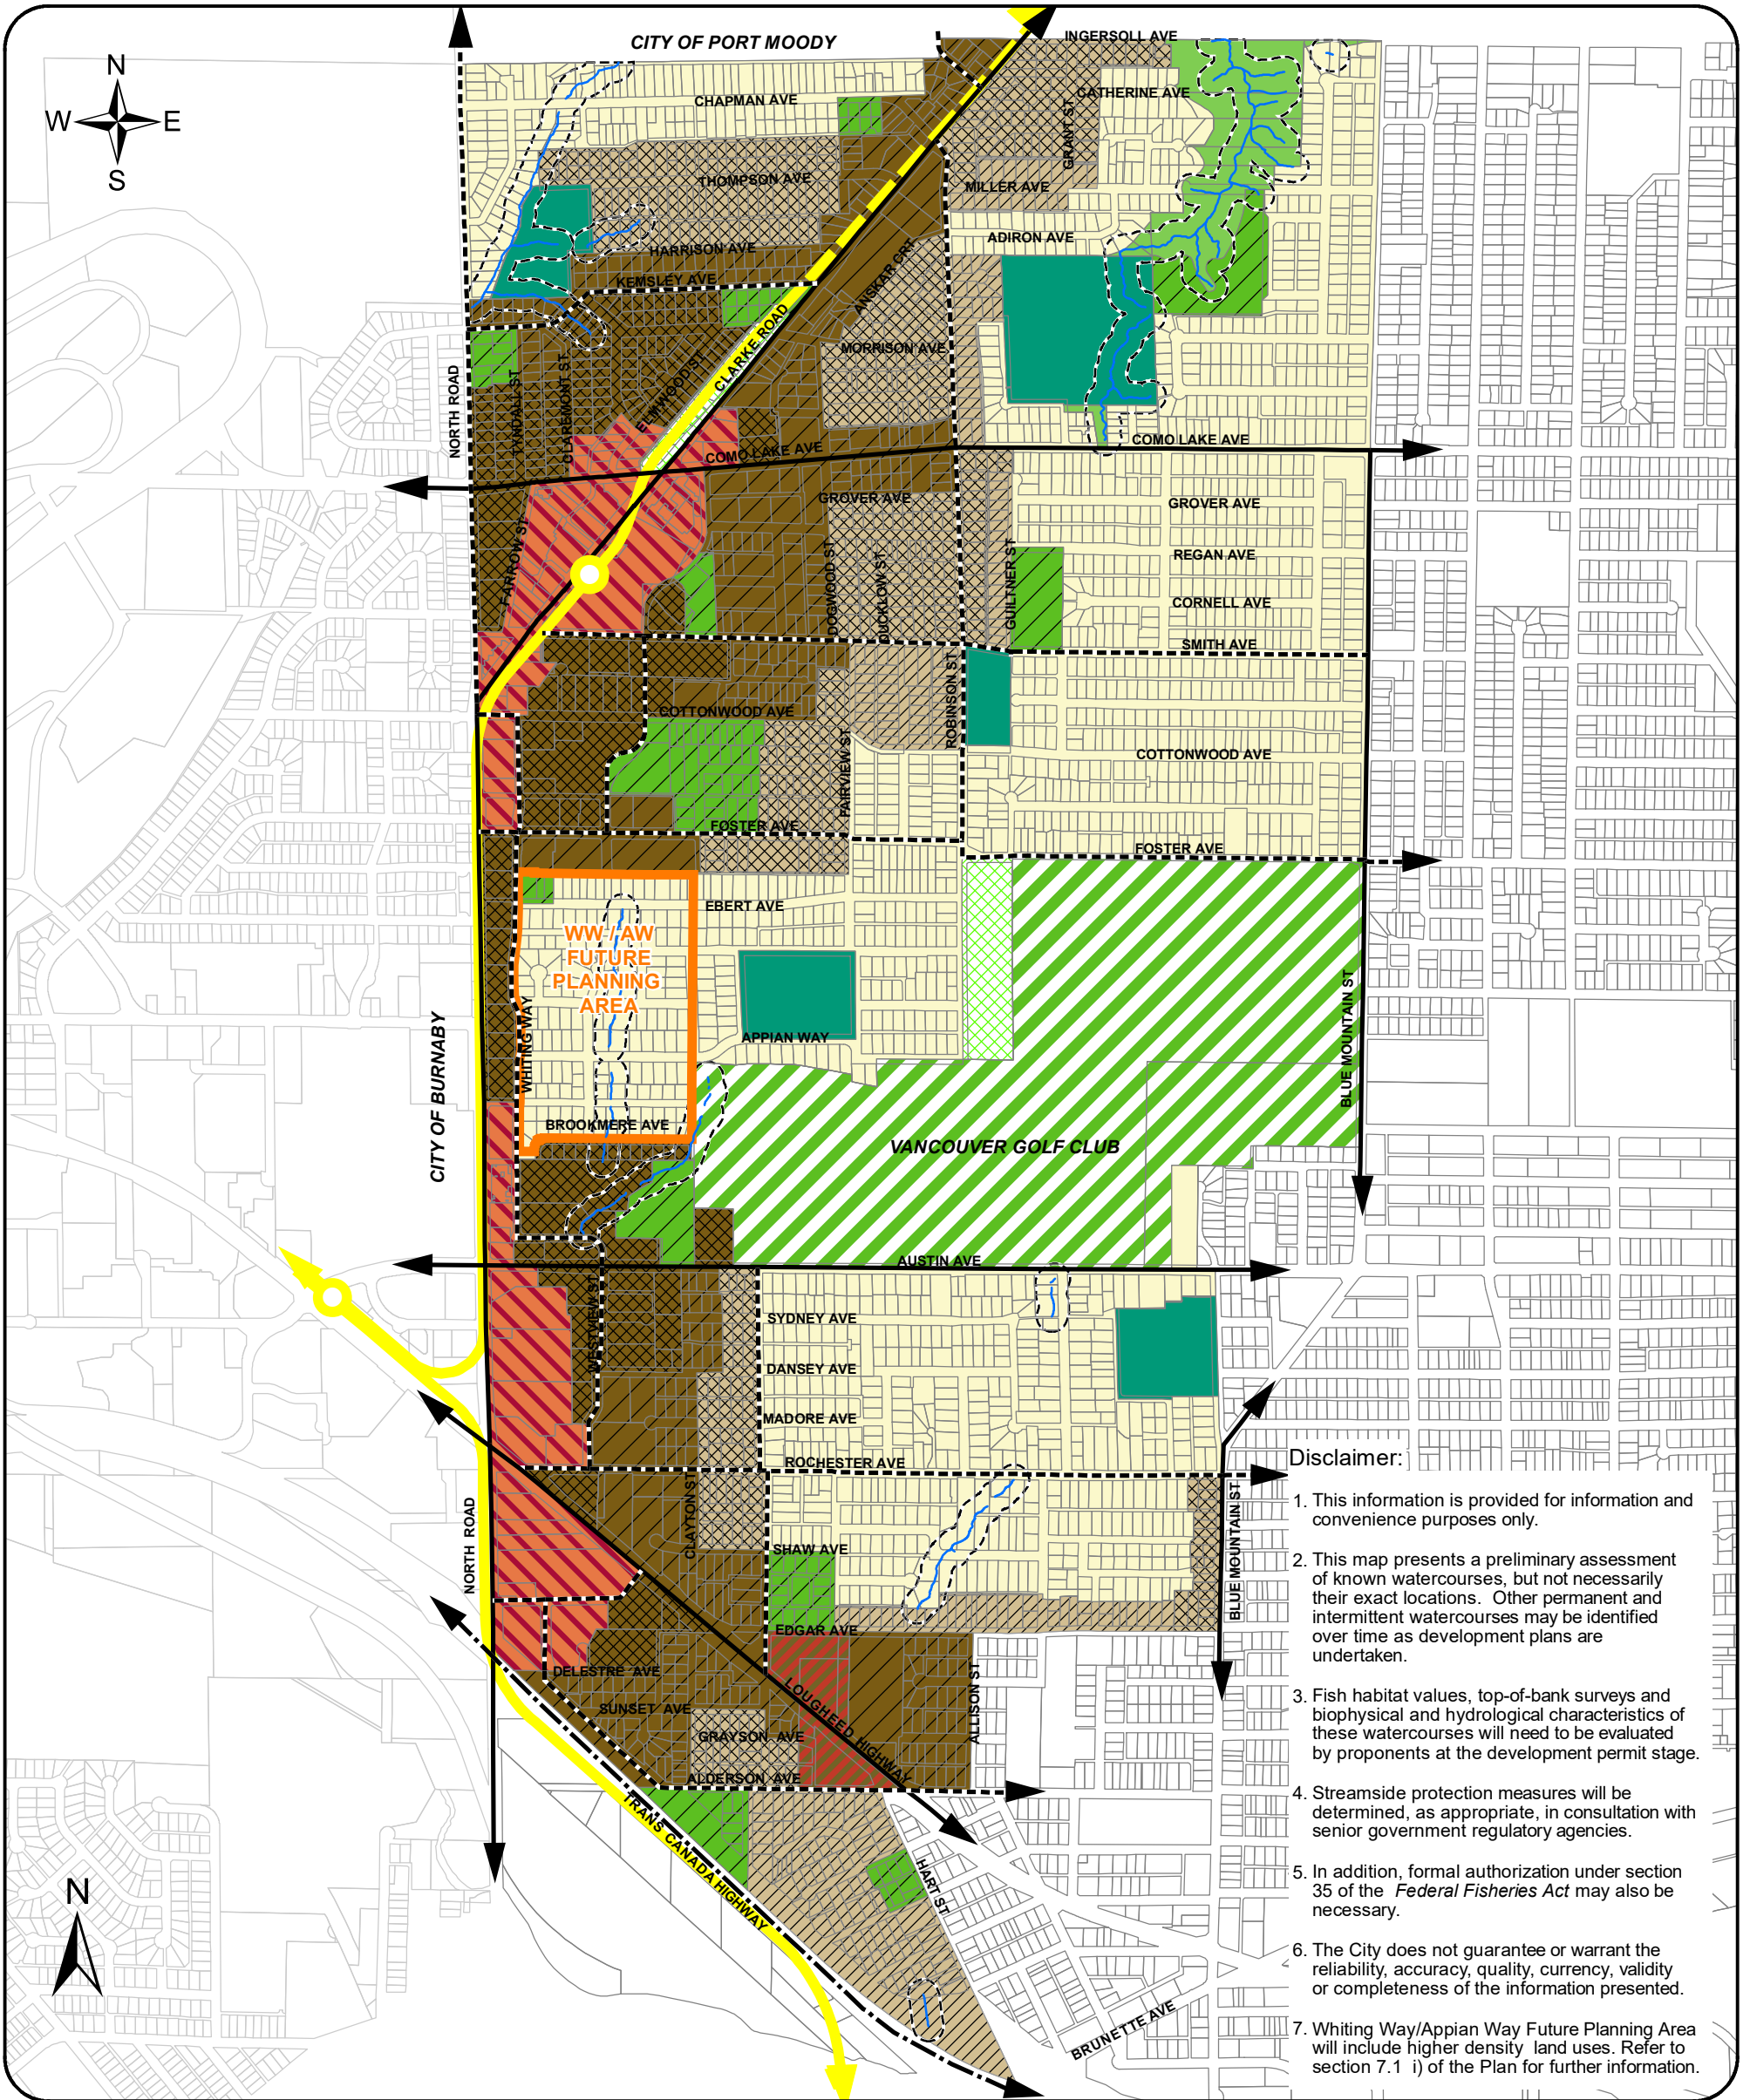 CITY OF PORT MOODY
INGERSOLL AVE
N
W
E
S
CHAPMAN AVE
CATHERINE AVE
GRANT ST
THOMPSON AVE
MILLER AVE
HARRISON AVE
ADIRON AVE
KEMSLEY AVE
ANSKAR CRT
CLARKE ROAD
MORRISON AVE
ELMWOOD ST
NORTH ROAD
TYNDALL ST
CLAREMONT ST
COMO LAKE AVE
COMO LAKE AVE
GROVER AVE
GROVER AVE
FARROW ST
REGAN AVE
DOGWOOD ST
DUCKLOW ST
GUILTNER ST
CORNELL AVE
SMITH AVE
COTTONWOOD AVE
ROBINSON ST
COTTONWOOD AVE
FAIRVIEW ST
FOSTER AVE
FOSTER AVE
EBERT AVE
WW / AW
FUTURE
PLANNING
AREA
WHITING WAY
APPIAN WAY
BLUE MOUNTAIN ST
CITY OF BURNABY
BROOKMERE AVE
VANCOUVER GOLF CLUB
AUSTIN AVE
WESTVIEW ST
SYDNEY AVE
DANSEY AVE
MADORE AVE
ROCHESTER AVE
NORTH ROAD
CLAYTON ST
SHAW AVE
BLUE MOUNTAIN ST
EDGAR AVE
DELESTRE AVE
LOUGHEED HIGHWAY
ALLISON ST
SUNSET AVE
GRAYSON AVE
ALDERSON AVE
TRANS CANADA HIGHWAY
HART ST
BRUNETTE AVE
N
Disclaimer:
1. This information is provided for information and
convenience purposes only.
2. This map presents a preliminary assessment
of known watercourses, but not necessarily
their exact locations. Other permanent and
intermittent watercourses may be identified
over time as development plans are
undertaken.
3. Fish habitat values, top-of-bank surveys and
biophysical and hydrological characteristics of
these watercourses will need to be evaluated
by proponents at the development permit stage.
4. Streamside protection measures will be
determined, as appropriate, in consultation with
senior government regulatory agencies.
5. In addition, formal authorization under section
35 of the Federal Fisheries Act may also be
necessary.
6. The City does not guarantee or warrant the
reliability, accuracy, quality, currency, validity
or completeness of the information presented.
7. Whiting Way/Appian Way Future Planning Area
will include higher density land uses. Refer to
section 7.1 i) of the Plan for further information.